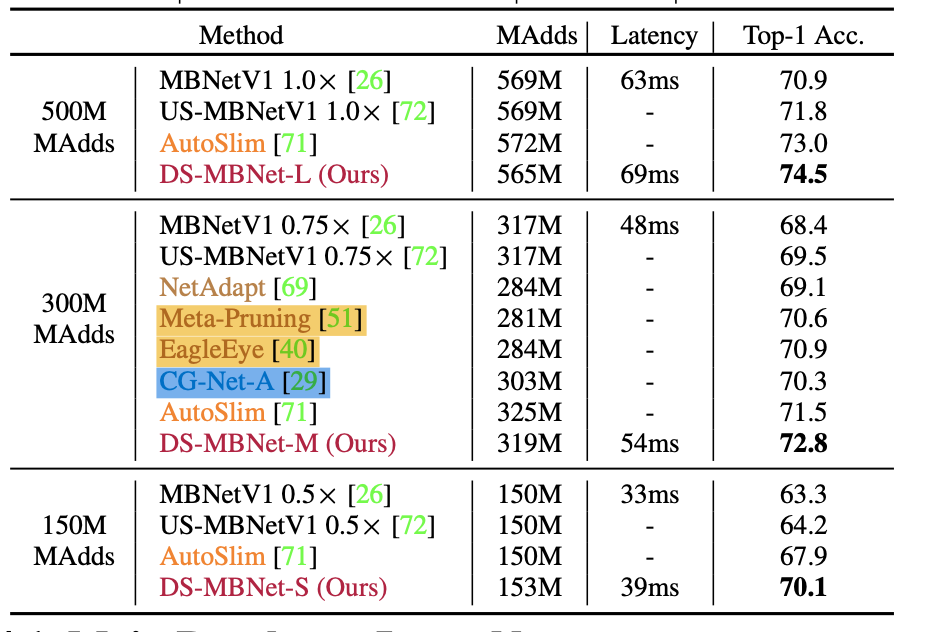 Method MAdds Latency Top-1 Acc.
500M MAdds
MBNetV1 1.0× [26] 569M 63ms 70.9
US-MBNetV1 1.0× [72] 569M - 71.8
AutoSlim [71] 572M - 73.0
DS-MBNet-L (Ours) 565M 69ms 74.5
300M MAdds
MBNetV1 0.75× [26] 317M 48ms 68.4
US-MBNetV1 0.75× [72] 317M - 69.5
NetAdapt [69] 284M - 69.1
Meta-Pruning [51] 281M - 70.6
EagleEye [40] 284M - 70.9
CG-Net-A [29] 303M - 70.3
AutoSlim [71] 325M - 71.5
DS-MBNet-M (Ours) 319M 54ms 72.8
150M MAdds
MBNetV1 0.5× [26] 150M 33ms 63.3
US-MBNetV1 0.5× [72] 150M - 64.2
AutoSlim [71] 150M - 67.9
DS-MBNet-S (Ours) 153M 39ms 70.1